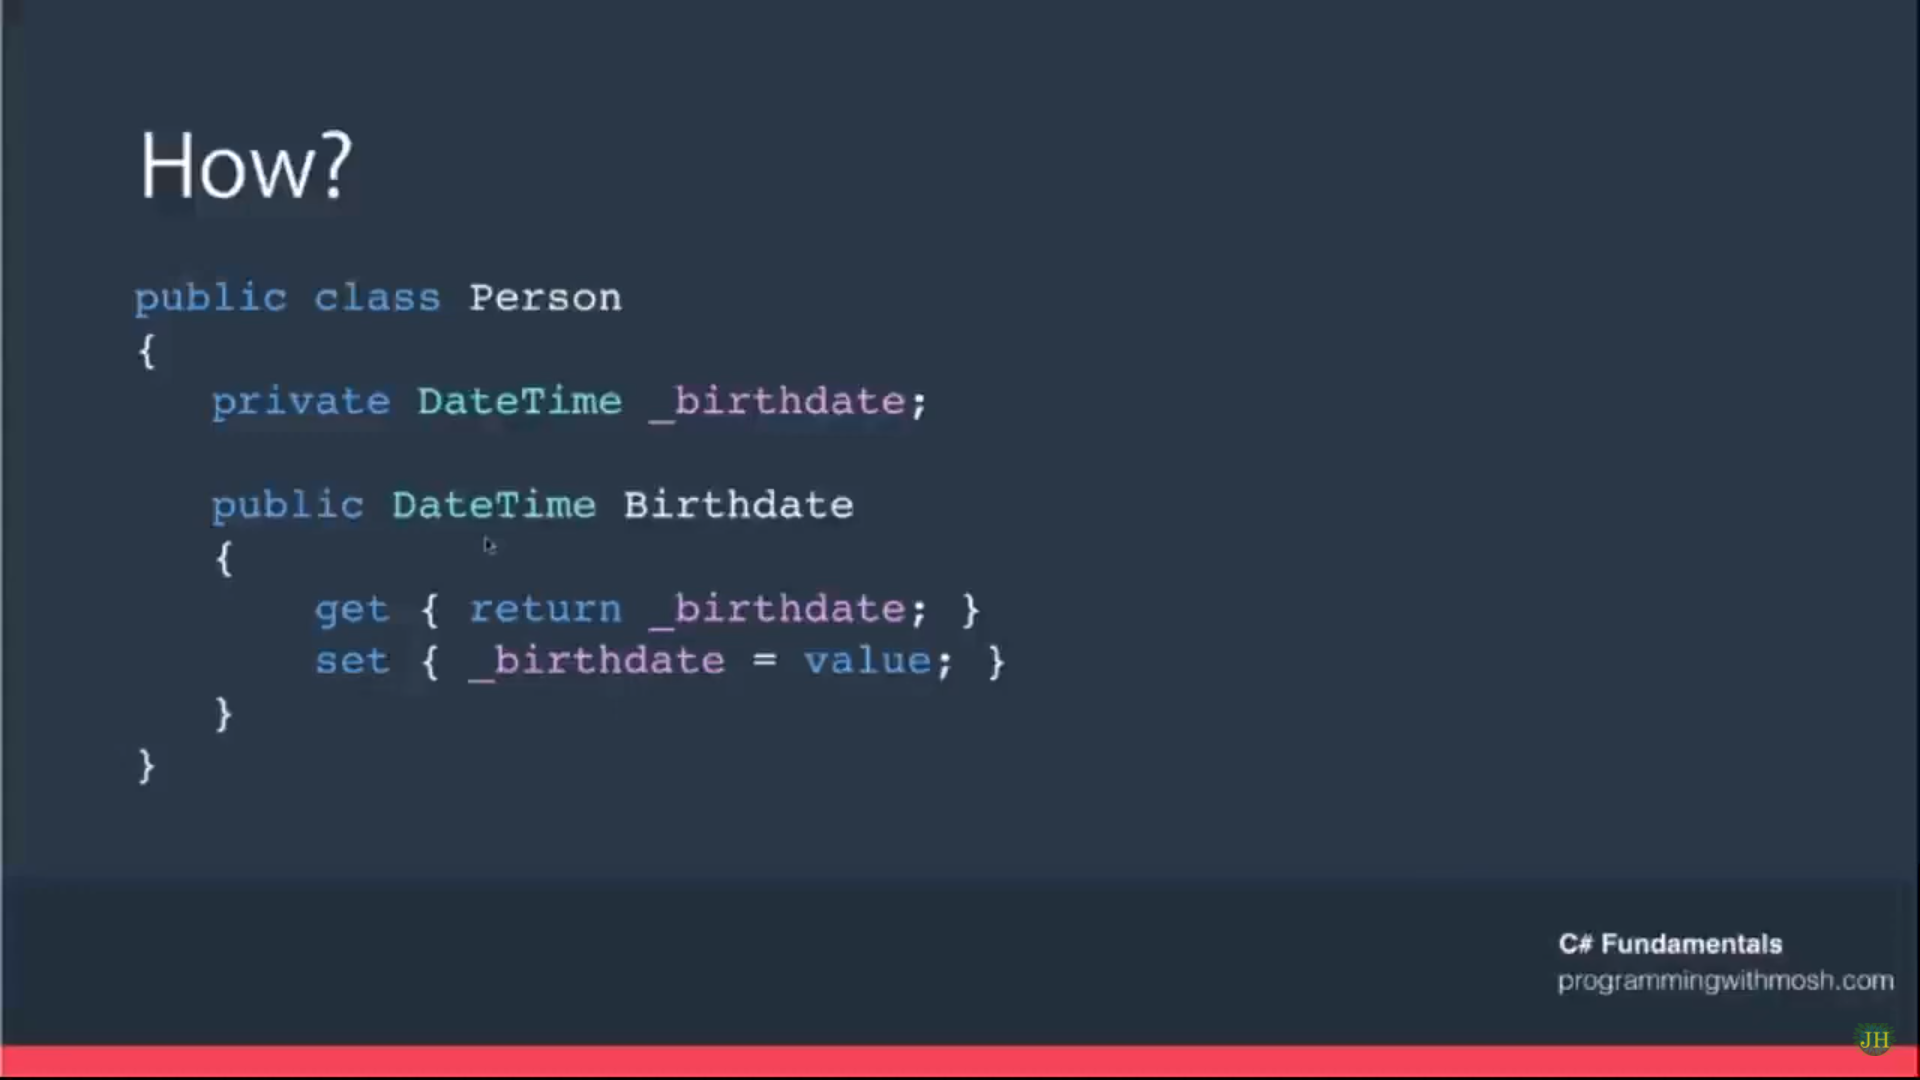 How?
public class Person
{
private DateTime _birthdate;
public DateTime Birthdate
{
get { return _birthdate; }
set { _birthdate = value; }
}
}
C# Fundamentals
programmingwithmosh.com
JH